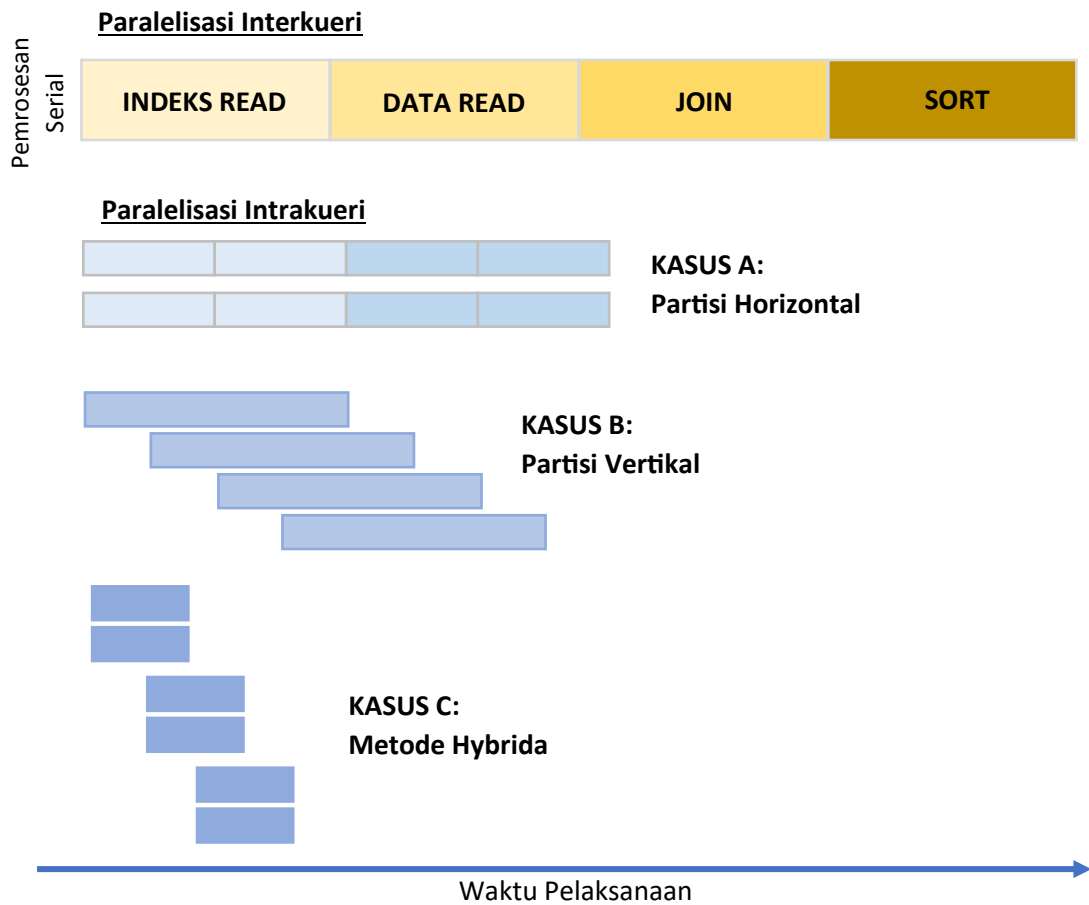 Paralelisasi Interkueri
Pemrosesan
Serial
INDEKS READ
DATA READ
JOIN
SORT
Paralelisasi Intrakueri
KASUS A:
Partisi Horizontal
KASUS B:
Partisi Vertikal
KASUS C:
Metode Hybrida
Waktu Pelaksanaan